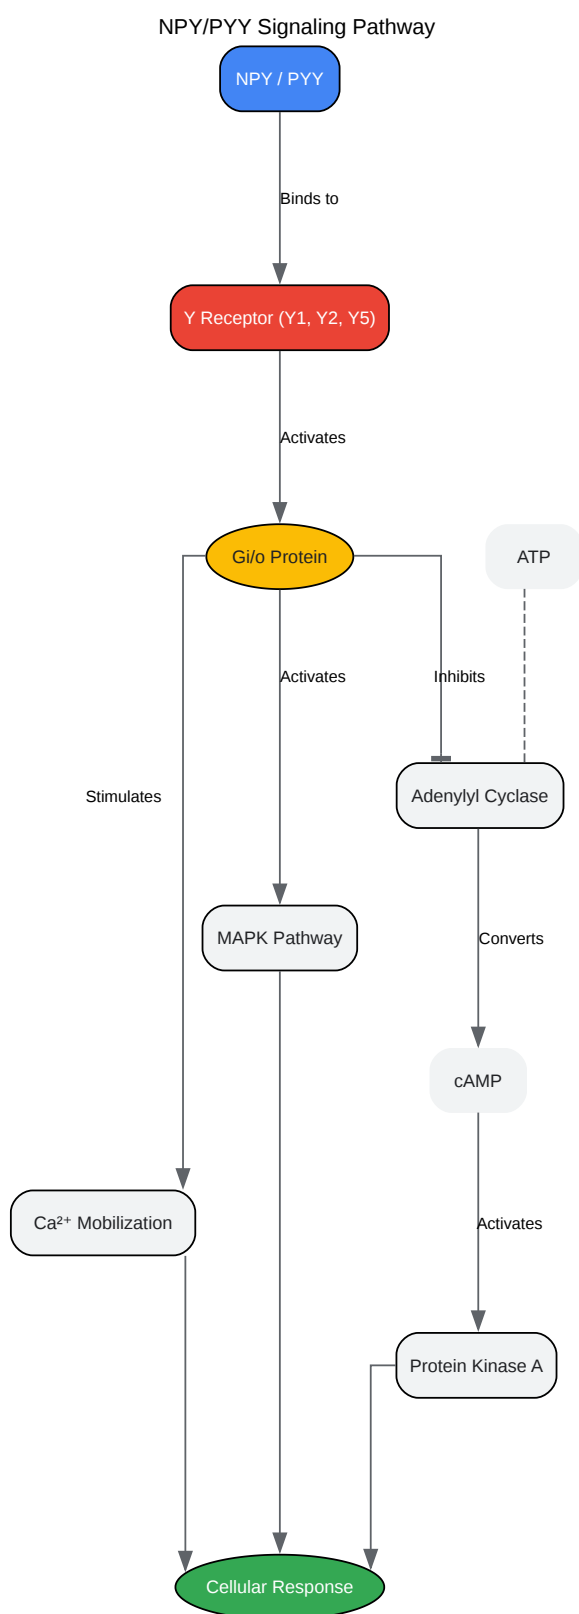 NPY/PYY Signaling Pathway
NPY / PYY
Binds to
Y Receptor (Y1, Y2, Y5)
Activates
Gi/o Protein
ATP
Activates
Inhibits
Stimulates
Adenylyl Cyclase
MAPK Pathway
Converts
cAMP
Ca²⁺ Mobilization
Activates
Protein Kinase A
Cellular Response